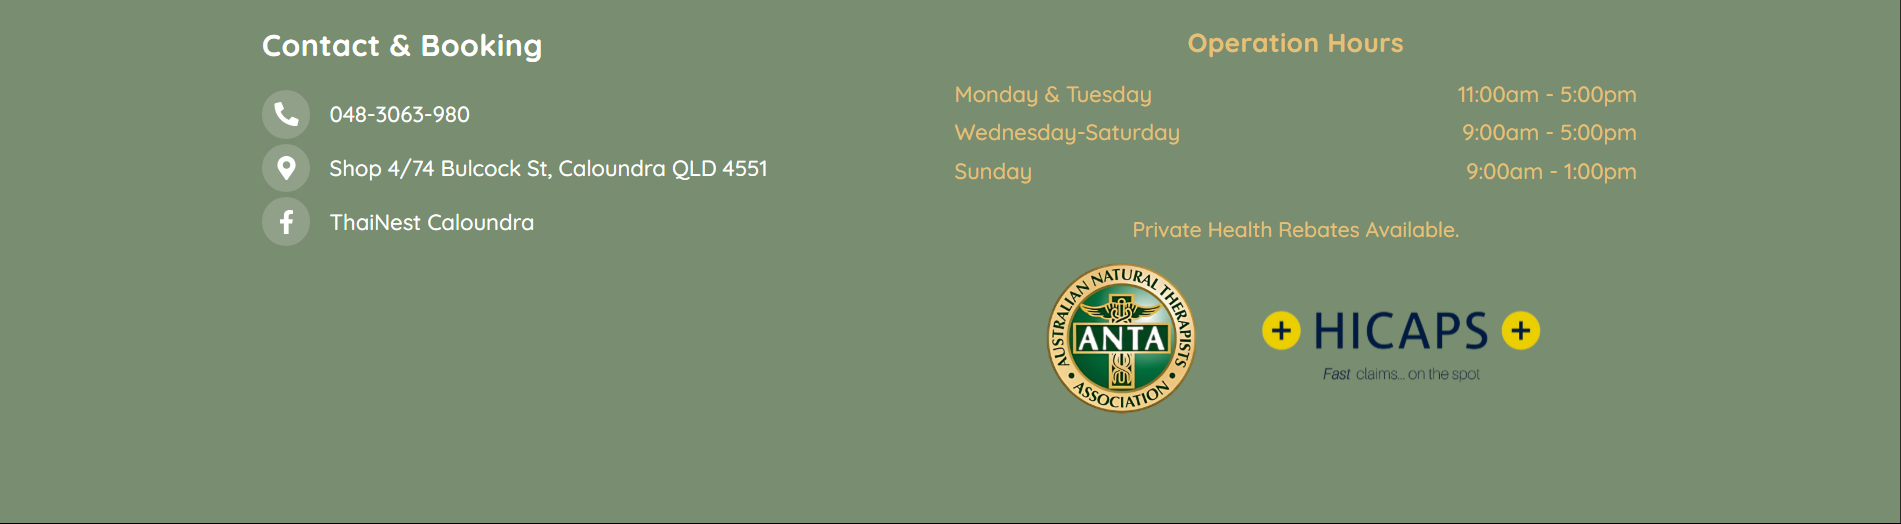 Contact & Booking
048-3063-980
Shop 4/74 Bulcock St, Caloundra QLD 4551
ThaiNest Caloundra
Operation Hours
Monday & Tuesday 11:00am - 5:00pm
Wednesday-Saturday 9:00am - 5:00pm
Sunday 9:00am - 1:00pm
Private Health Rebates Available.
AUSTRALIAN NATURAL THERAPISTS
ANTA
ASSOCIATION
HICAPS
Fast claims... on the spot